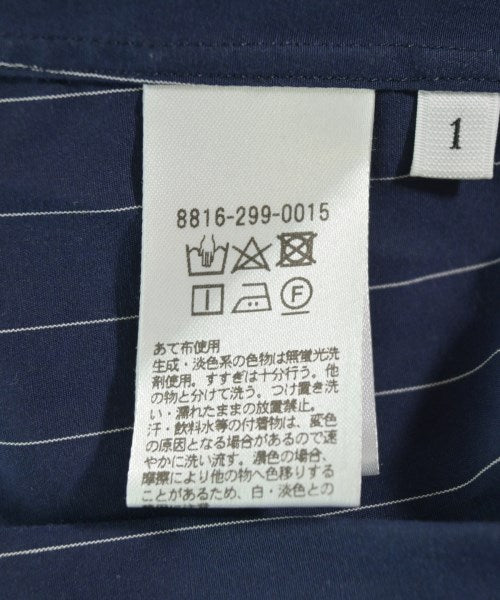 1
8816-299-0015
F
あて布使用
生成・淡色系の色物は無蛍光洗
剤使用。すすぎは十分行う。他
の物と分けて洗う。つけ置き洗
い・濡れたままの放置禁止。
汗・飲料水等の付着物は、変色
の原因となる場合があるので速
やかに洗い流す。濃色の場合、
摩擦により他の物へ色移りする
ことがあるため、白・淡色との